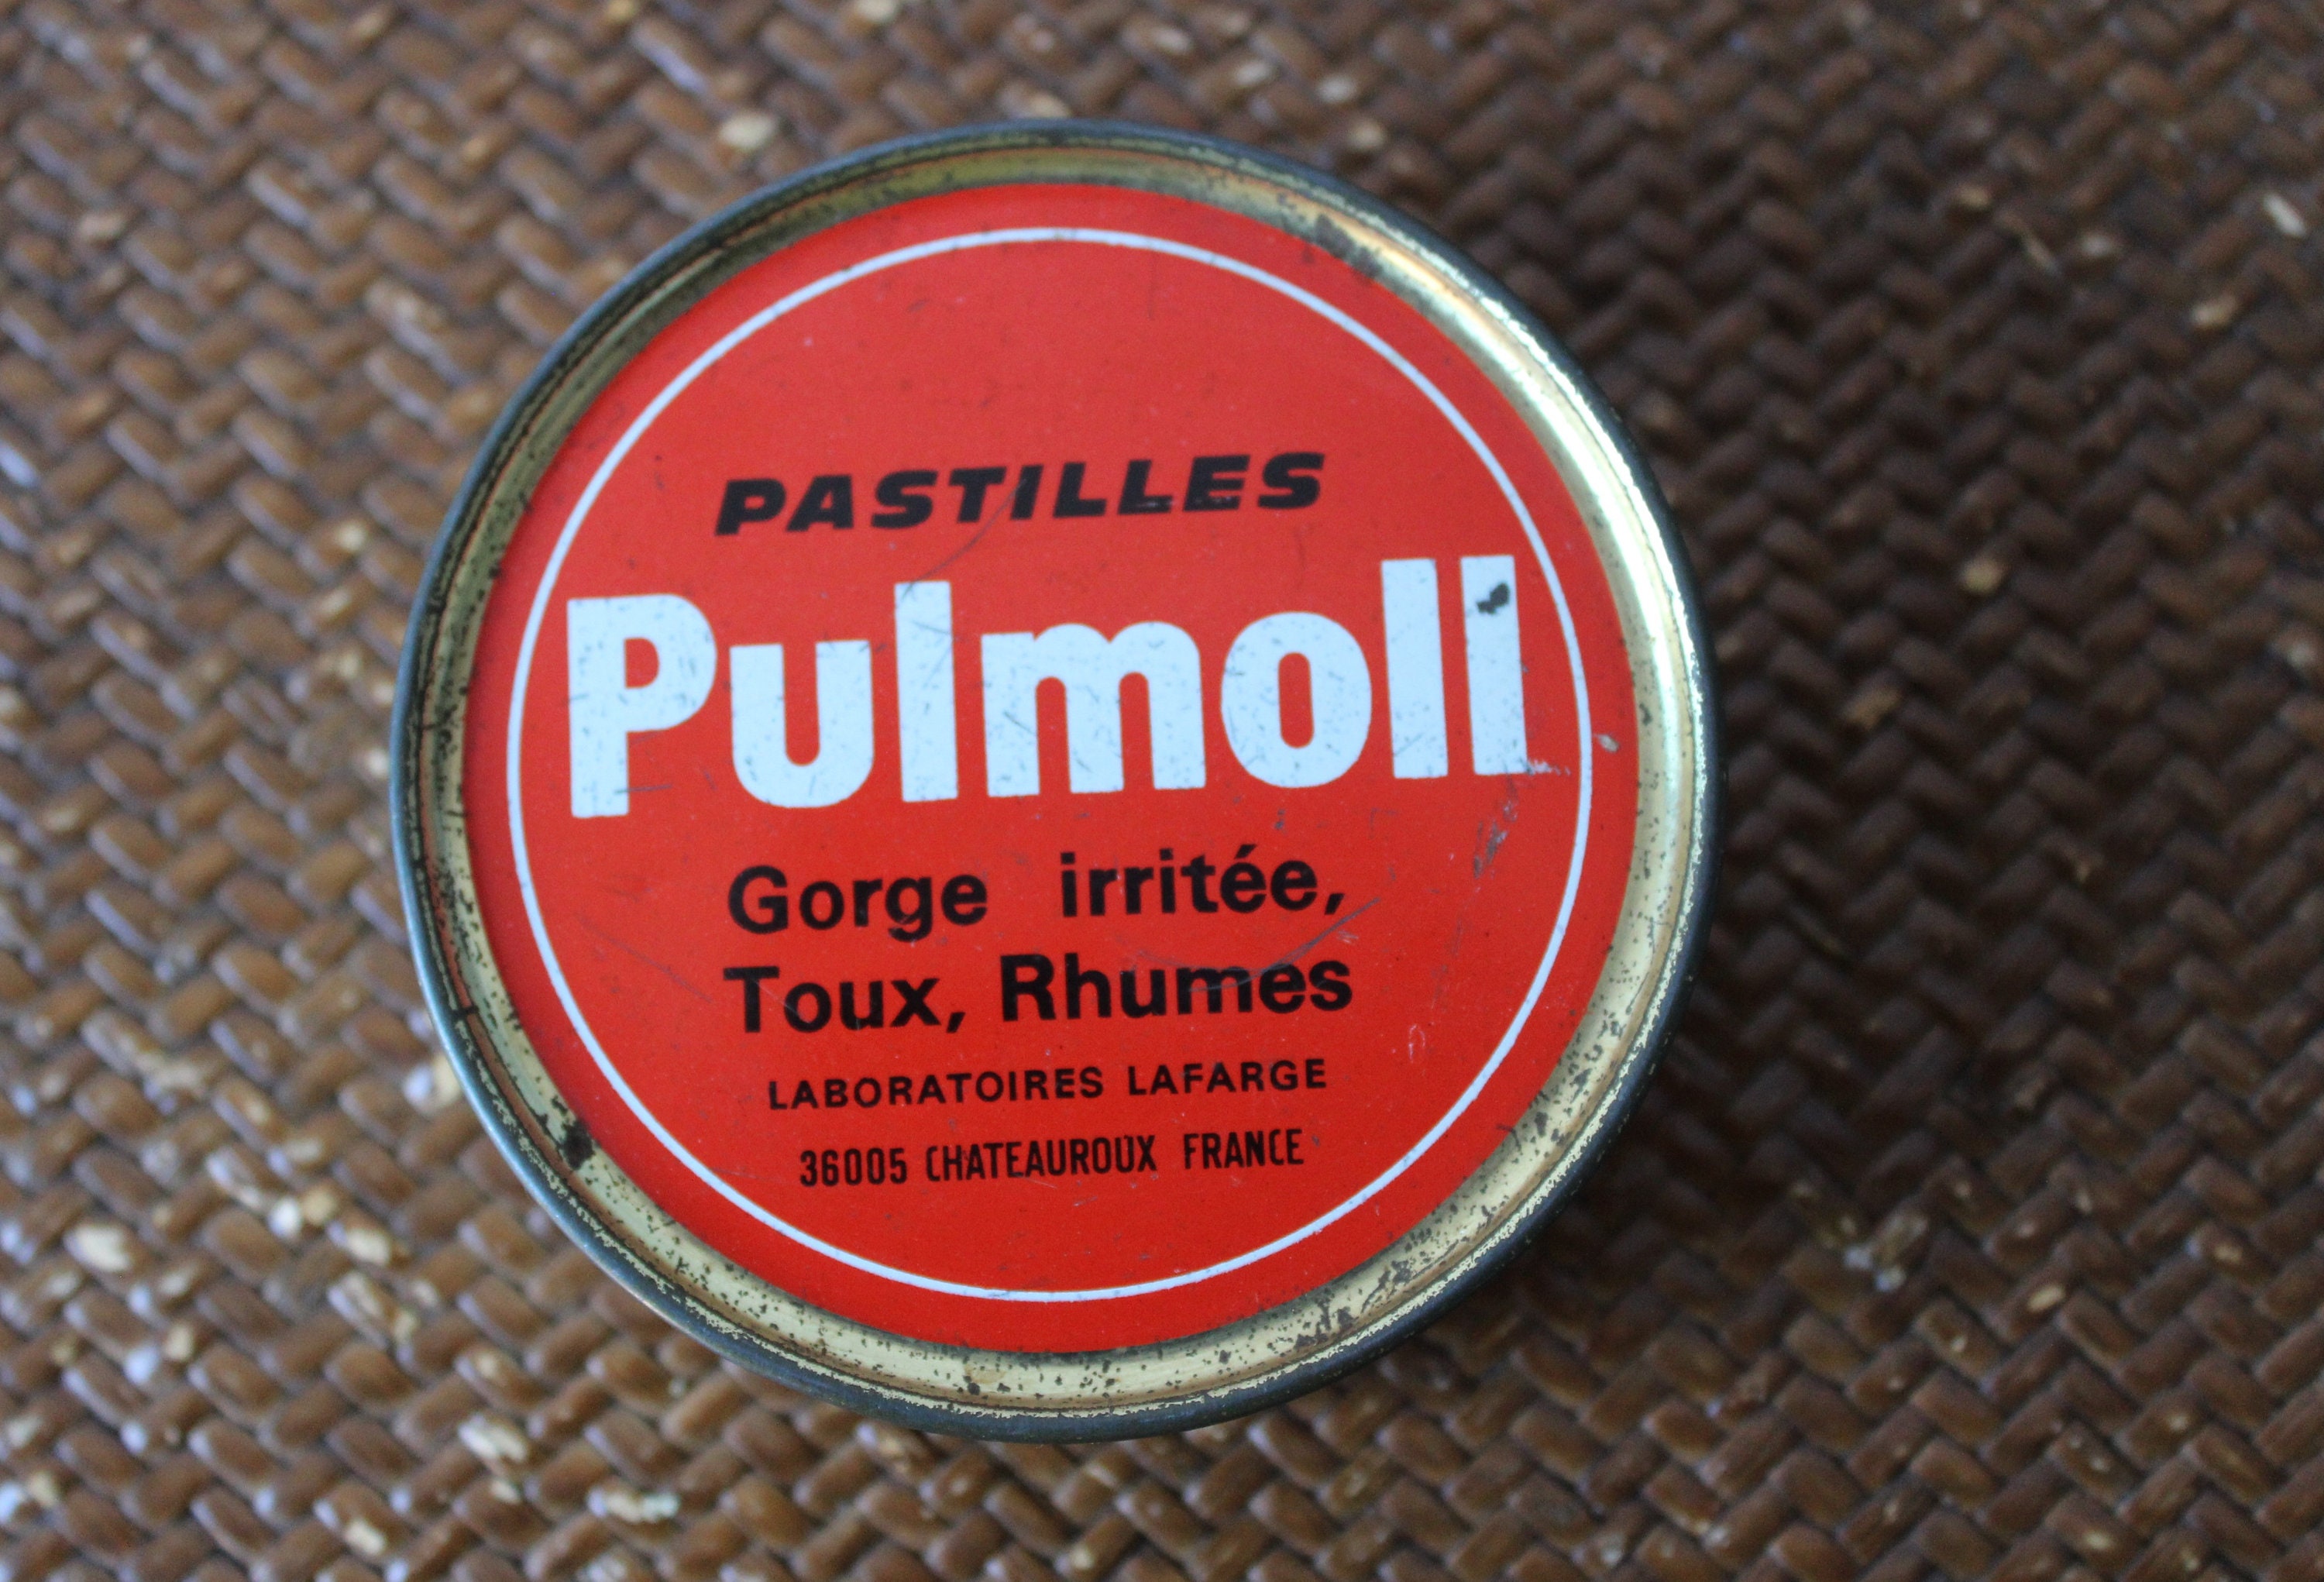 PASTILLES
Pulmoll
Gorge irritée,
Toux, Rhumes
LABORATOIRES LAFARGE
36005 CHATEAUROUX FRANCE